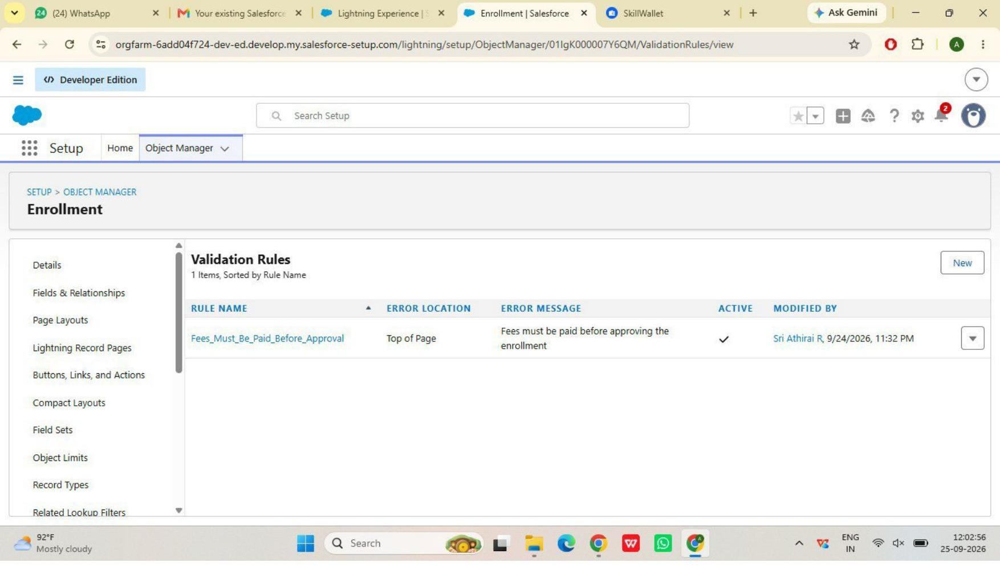 24 (24) WhatsApp
Your existing Salesforce
Lightning Experience | S
Enrollment | Salesforce
SkillWallet
Ask Gemini
orgfarm-6add04f724-dev-ed.develop.my.salesforce-setup.com/lightning/setup/ObjectManager/01IgK000007Y6QM/ValidationRules/view
A
Developer Edition
Search Setup
2
Setup
Home
Object Manager
SETUP > OBJECT MANAGER
Enrollment
Details
Fields & Relationships
Page Layouts
Lightning Record Pages
Buttons, Links, and Actions
Compact Layouts
Field Sets
Object Limits
Record Types
Related Lookup Filters
Validation Rules
1 Items, Sorted by Rule Name
New
RULE NAME ERROR LOCATION ERROR MESSAGE ACTIVE MODIFIED BY
Fees_Must_Be_Paid_Before_Approval Top of Page Fees must be paid before approving the
enrollment
Sri Athirai R, 9/24/2026, 11:32 PM
92°F
Mostly cloudy
Search
ENG
IN
12:02:56
25-09-2026